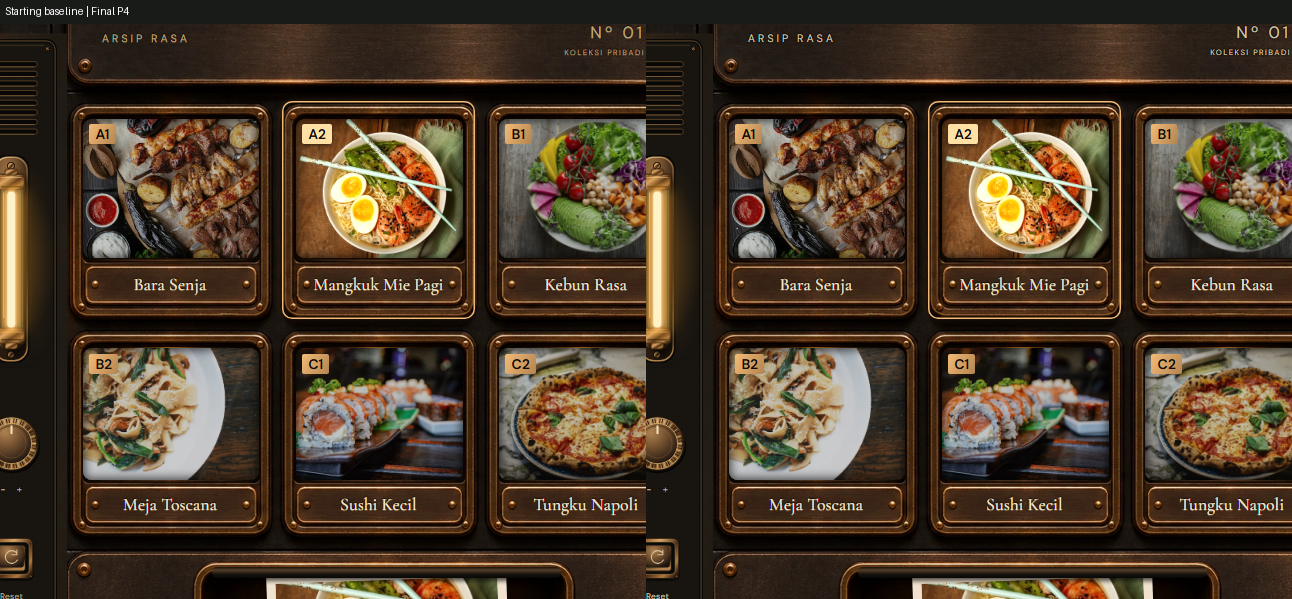 Starting baseline | Final P4
ARSIP RASA
Nº 01
KOLEKSI PRIBADI
A1
A2
B1
Bara Senja
Mangkuk Mie Pagi
Kebun Rasa
B2
C1
C2
Meja Toscana
Sushi Kecil
Tungku Napoli
- +
Reset
ARSIP RASA
Nº 01
KOLEKSI PRIBADI
A1
A2
B1
Bara Senja
Mangkuk Mie Pagi
Kebun Rasa
B2
C1
C2
Meja Toscana
Sushi Kecil
Tungku Napoli
- +
Reset